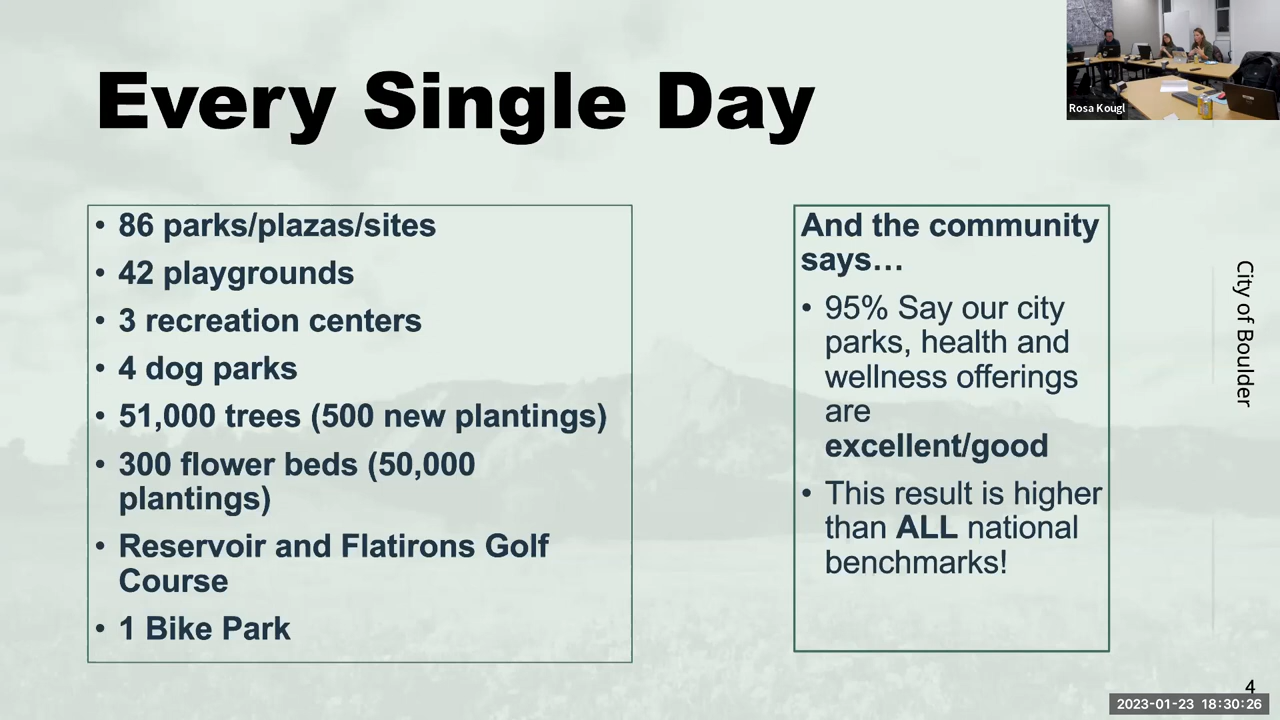 Every Single Day
Rosa Kougl
• 86 parks/plazas/sites
• 42 playgrounds
• 3 recreation centers
• 4 dog parks
• 51,000 trees (500 new plantings)
• 300 flower beds (50,000
plantings)
• Reservoir and Flatirons Golf
Course
• 1 Bike Park
And the community
says…
• 95% Say our city
parks, health and
wellness offerings
are
excellent/good
• This result is higher
than ALL national
benchmarks!
City of Boulder
4
2023-01-23 18:30:26